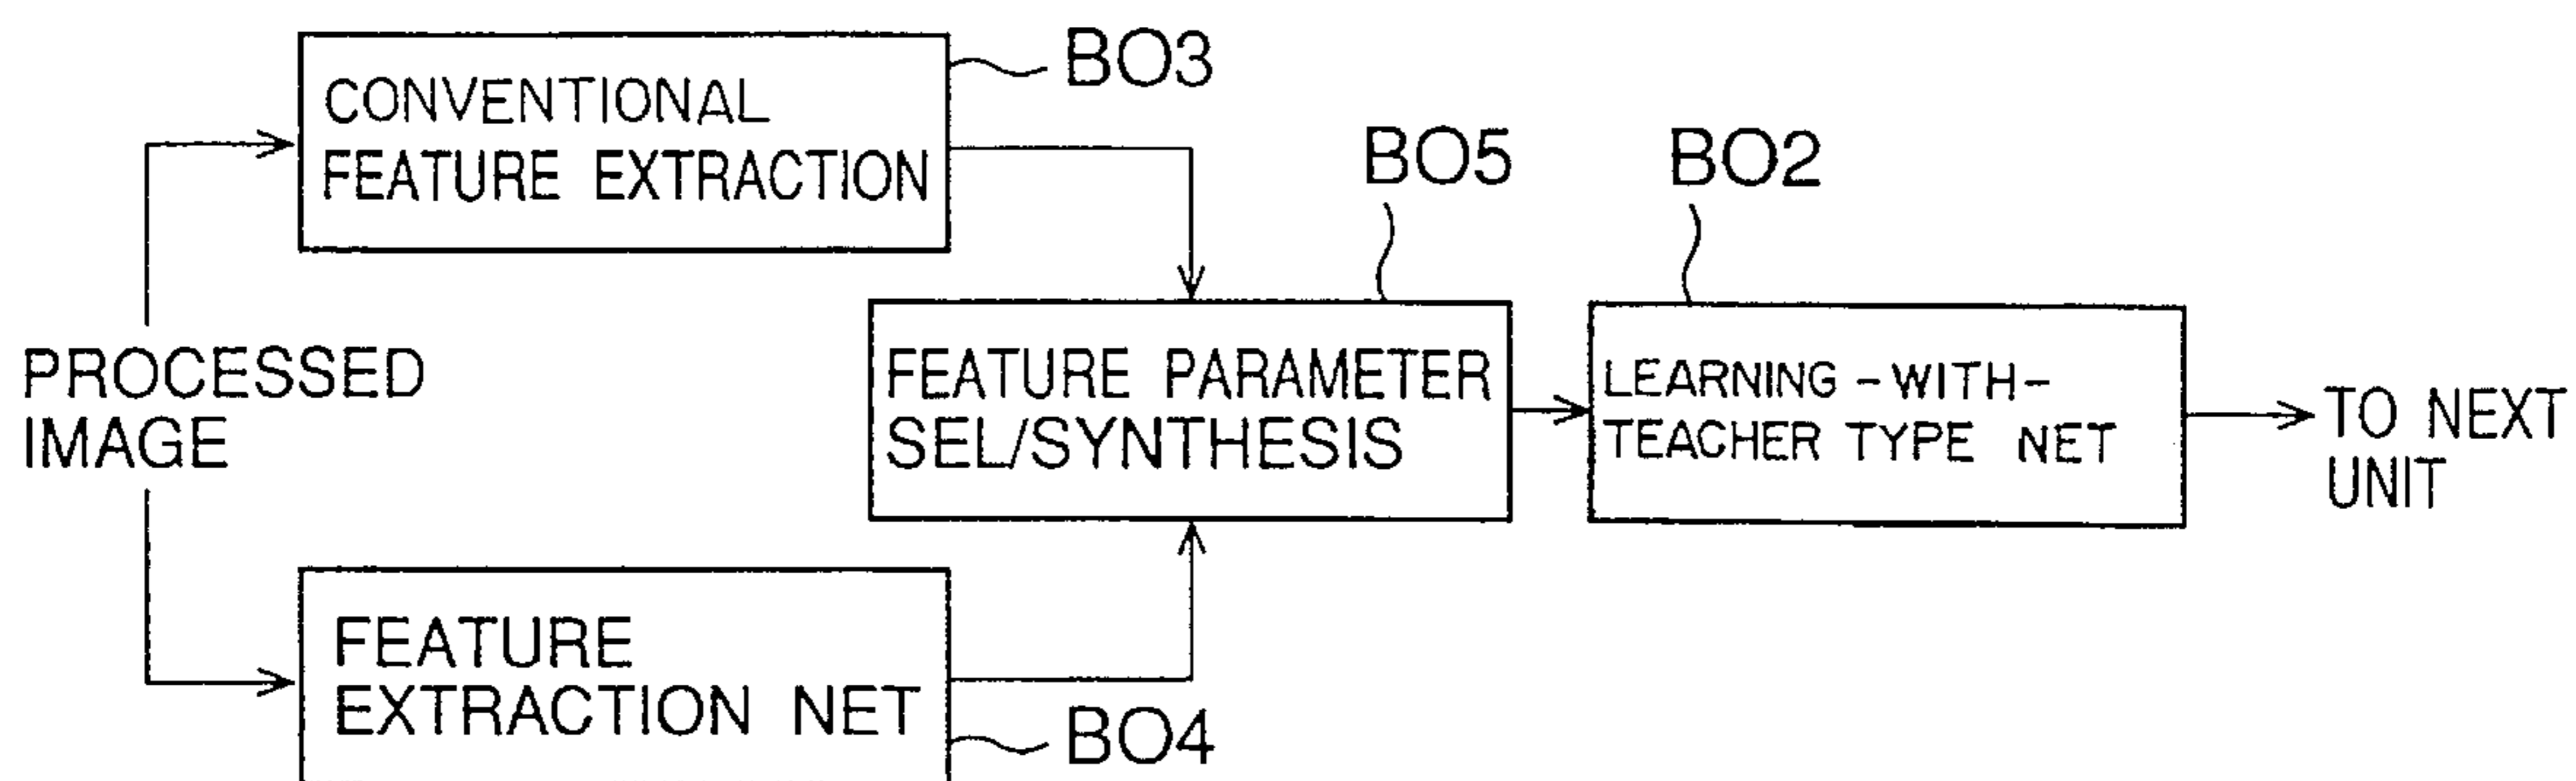 CONVENTIONAL
FEATURE EXTRACTION
BO3
BO5
BO2
PROCESSED
IMAGE
FEATURE PARAMETER
SEL/SYNTHESIS
LEARNING-WITH-
TEACHER TYPE NET
TO NEXT
UNIT
FEATURE
EXTRACTION NET
BO4